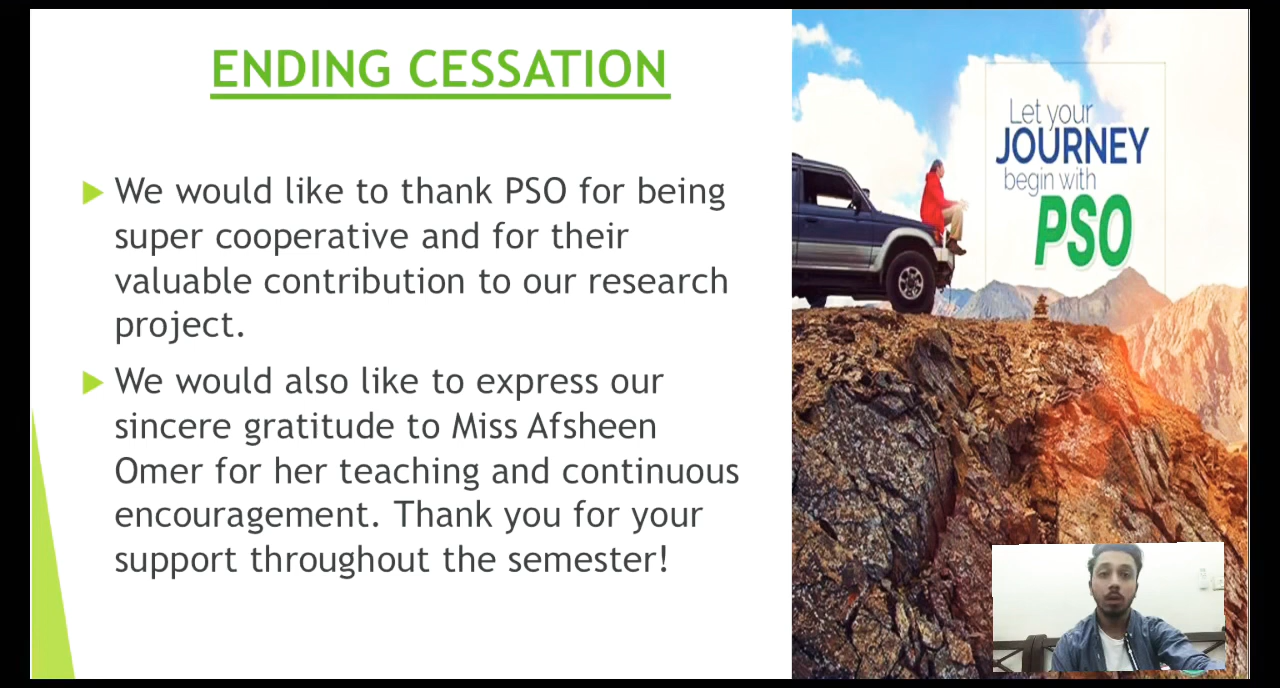 ENDING CESSATION
We would like to thank PSO for being
super cooperative and for their
valuable contribution to our research
project.
We would also like to express our
sincere gratitude to Miss Afsheen
Omer for her teaching and continuous
encouragement. Thank you for your
support throughout the semester!
Let your
JOURNEY
begin with
PSO